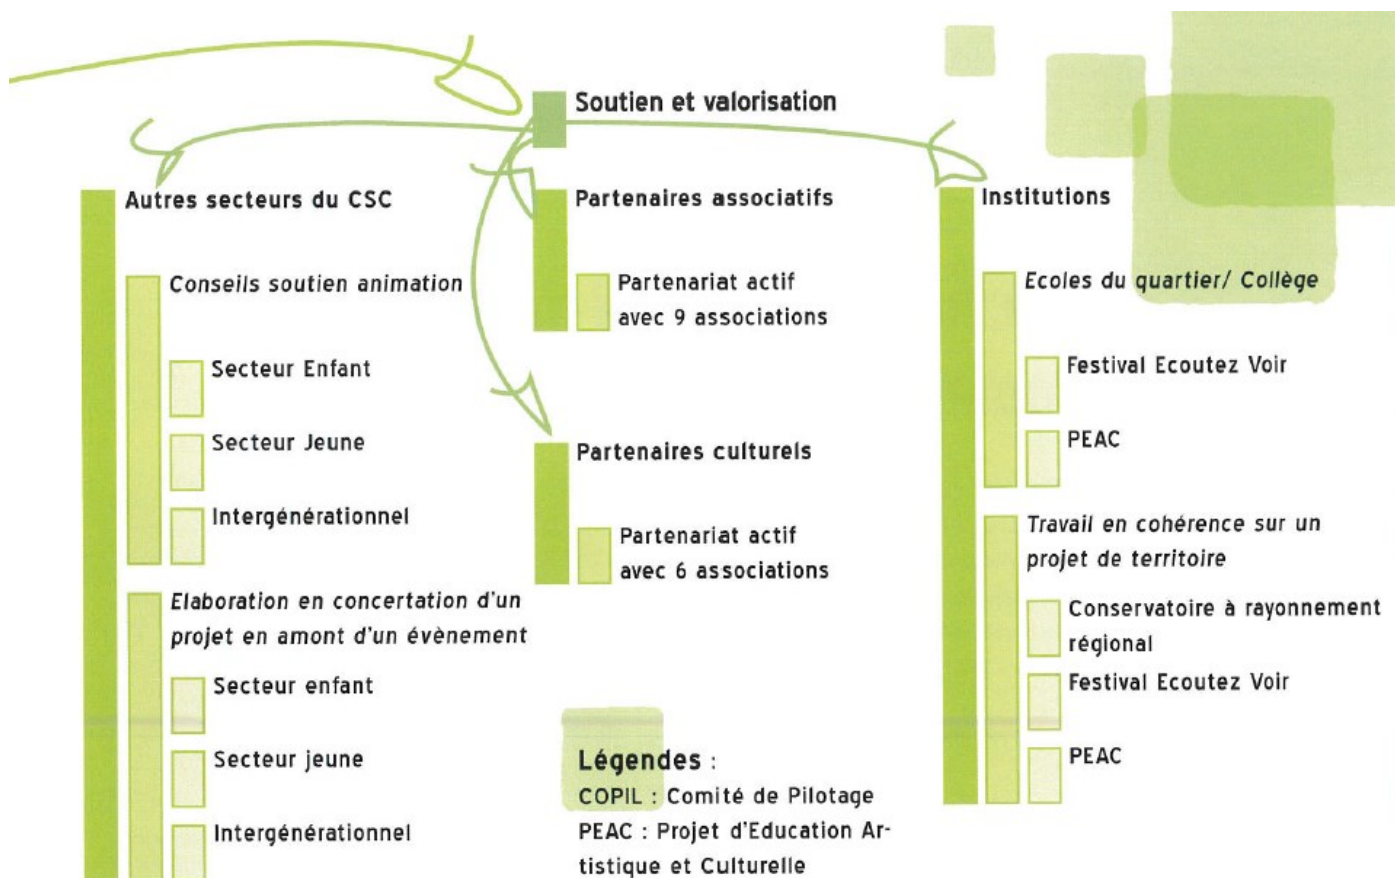 Soutien et valorisation
Autres secteurs du CSC
Conseils soutien animation
Secteur Enfant
Secteur Jeune
Intergénérationnel
Elaboration en concertation d'un
projet en amont d'un évènement
Secteur enfant
Secteur jeune
Intergénérationnel
Partenaires associatifs
Partenariat actif
avec 9 associations
Partenaires culturels
Partenariat actif
avec 6 associations
Légendes :
COPIL : Comité de Pilotage
PEAC : Projet d'Education Ar-
tistique et Culturelle
Institutions
Ecoles du quartier/ Collège
Festival Ecoutez Voir
PEAC
Travail en cohérence sur un
projet de territoire
Conservatoire à rayonnement
régional
Festival Ecoutez Voir
PEAC